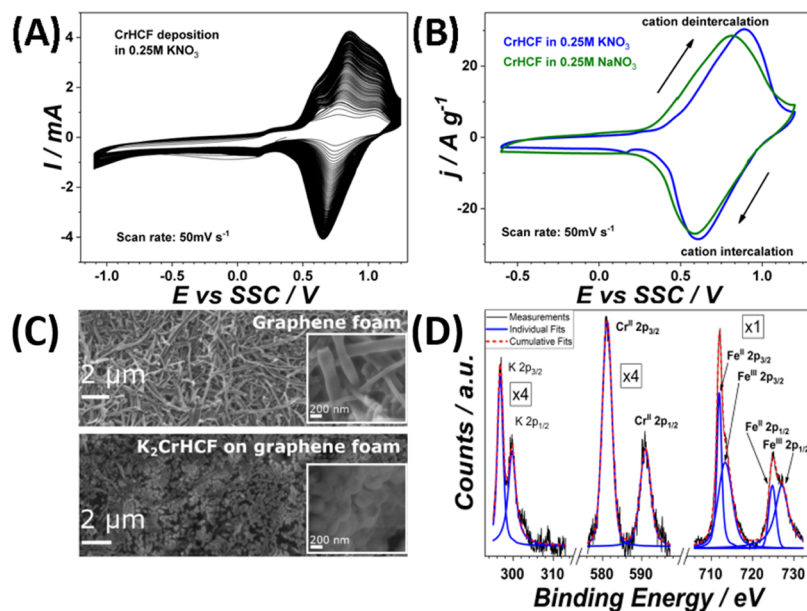 (A)
CrHCF deposition
in 0.25M KNO₃
I / mA
4
2
0
-2
-4
Scan rate: 50mV s⁻¹
-1.0
-0.5
0.0
0.5
1.0
E vs SSC / V
(B)
cation deintercalation
CrHCF in 0.25M KNO₃
CrHCF in 0.25M NaNO₃
j / A g⁻¹
20
0
-20
Scan rate: 50mV s⁻¹
cation intercalation
-0.5
0.0
0.5
1.0
E vs SSC / V
(C)
Graphene foam
2 μm
200 nm
K₂CrHCF on graphene foam
2 μm
200 nm
(D)
Measurements
Individual Fits
Cumulative Fits
Counts / a.u.
K 2p3/2
x4
K 2p1/2
Crᴵᴵ 2p3/2
x4
Crᴵᴵ 2p1/2
x1
Feᴵᴵ 2p3/2
Feᴵᴵᴵ 2p3/2
Feᴵᴵ 2p1/2
Feᴵᴵᴵ 2p1/2
300
310
580
590
710
720
730
Binding Energy / eV